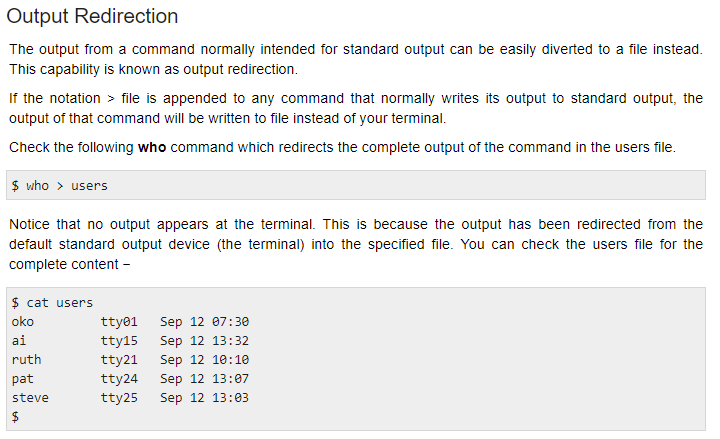 Output Redirection
The output from a command normally intended for standard output can be easily diverted to a file instead.
This capability is known as output redirection.
If the notation > file is appended to any command that normally writes its output to standard output, the
output of that command will be written to file instead of your terminal.
Check the following who command which redirects the complete output of the command in the users file.
$ who > users
Notice that no output appears at the terminal. This is because the output has been redirected from the
default standard output device (the terminal) into the specified file. You can check the users file for the
complete content −
$ cat users
oko         tty01   Sep 12 07:30
ai          tty15   Sep 12 13:32
ruth        tty21   Sep 12 10:10
pat         tty24   Sep 12 13:07
steve       tty25   Sep 12 13:03
$